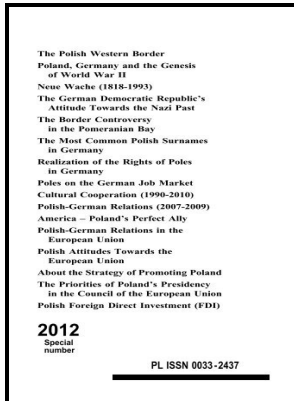 The Polish Western Border
Poland, Germany and the Genesis
of World War II
Neue Wache (1818-1993)
The German Democratic Republic's
Attitude Towards the Nazi Past
The Border Controversy
in the Pomeranian Bay
The Most Common Polish Surnames
in Germany
Realization of the Rights of Poles
in Germany
Poles on the German Job Market
Cultural Cooperation (1990-2010)
Polish-German Relations (2007-2009)
America – Poland's Perfect Ally
Polish-German Relations in the
European Union
Polish Attitudes Towards the
European Union
About the Strategy of Promoting Poland
The Priorities of Poland's Presidency
in the Council of the European Union
Polish Foreign Direct Investment (FDI)
2012
Special
number
PL ISSN 0033-2437